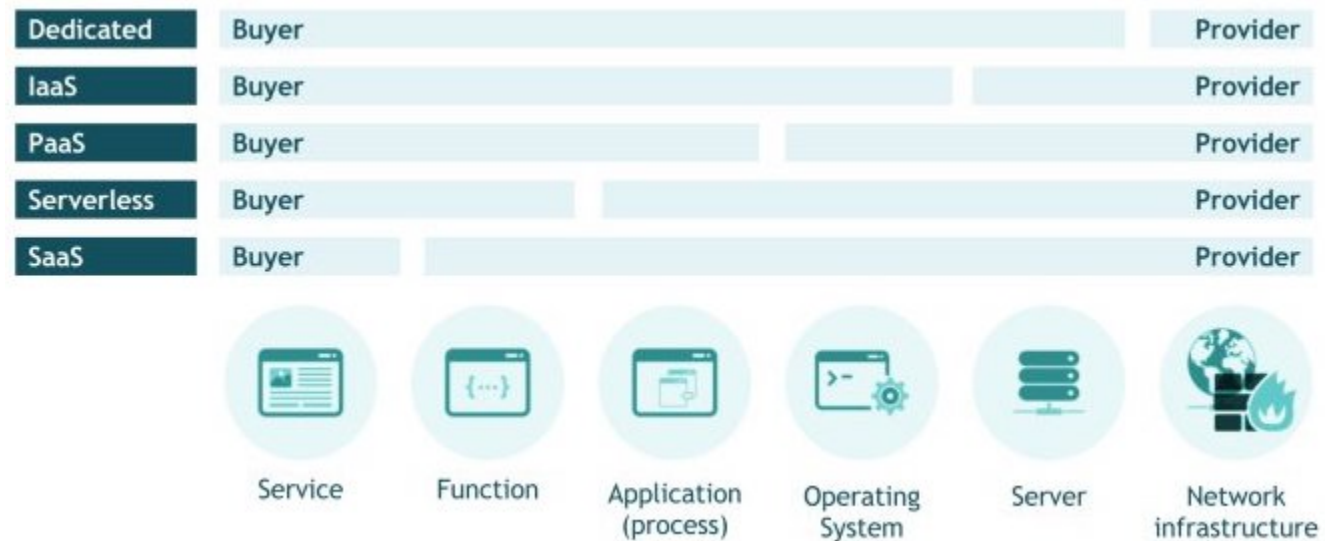 Dedicated Buyer Provider
IaaS Buyer Provider
PaaS Buyer Provider
Serverless Buyer Provider
SaaS Buyer Provider
{...}
>-
Service Function Application Operating Server Network
(process) System infrastructure